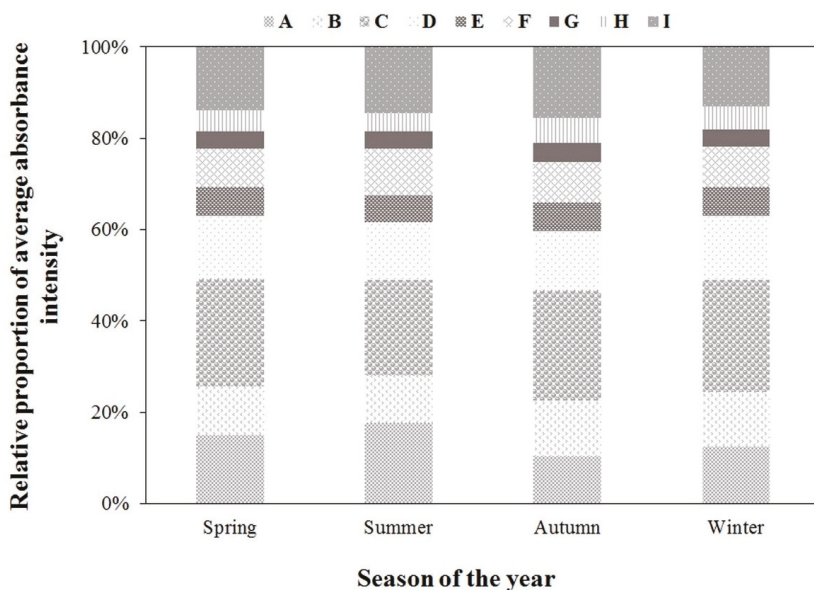 A B C D E F G H I
100%
80%
60%
40%
20%
0%
Relative proportion of average absorbance
intensity
Spring Summer Autumn Winter
Season of the year